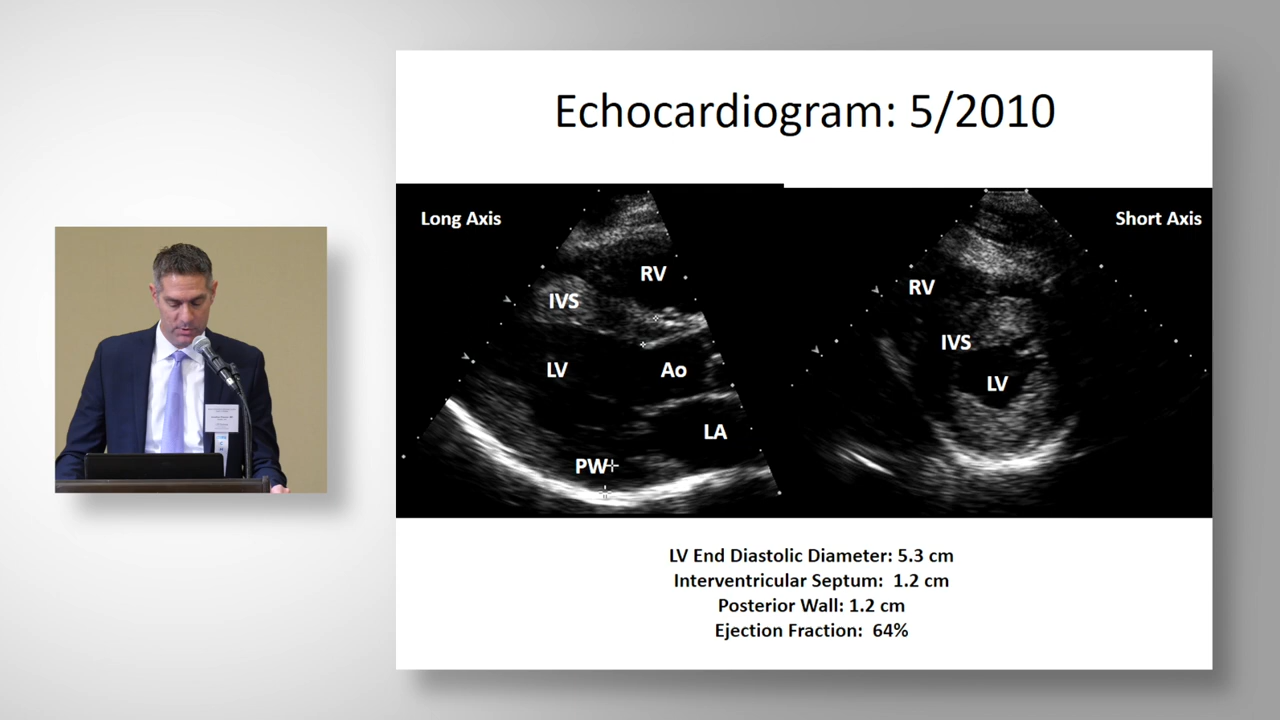 Echocardiogram: 5/2010
Long Axis
Short Axis
RV
IVS
LV
Ao
LA
PW
RV
IVS
LV
LV End Diastolic Diameter: 5.3 cm
Interventricular Septum: 1.2 cm
Posterior Wall: 1.2 cm
Ejection Fraction: 64%